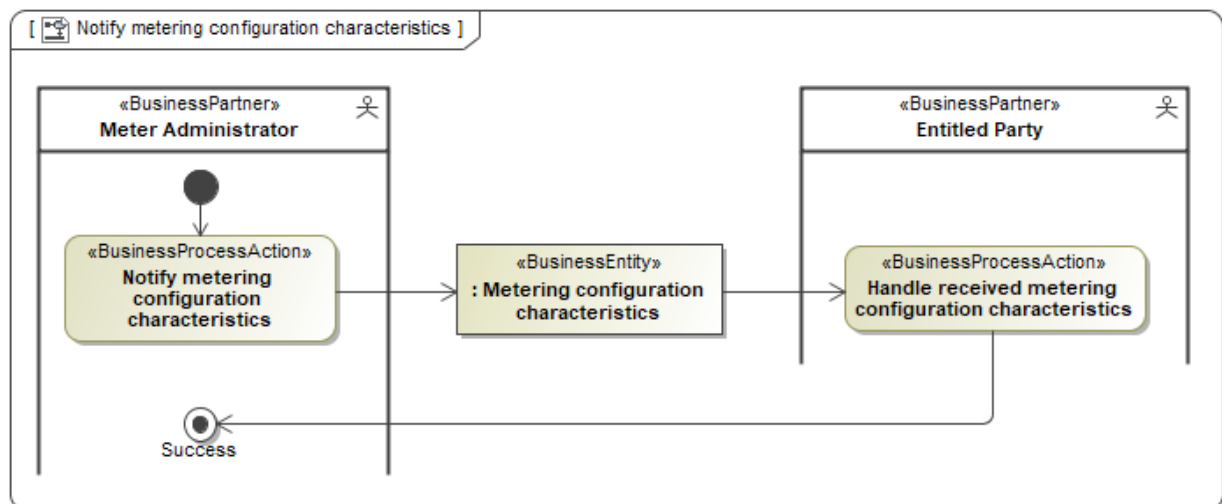 [ Notify metering configuration characteristics ]
«BusinessPartner»
Meter Administrator
«BusinessPartner»
Entitled Party
«BusinessProcessAction»
Notify metering
configuration
characteristics
«BusinessEntity»
: Metering configuration
characteristics
«BusinessProcessAction»
Handle received metering
configuration characteristics
Success